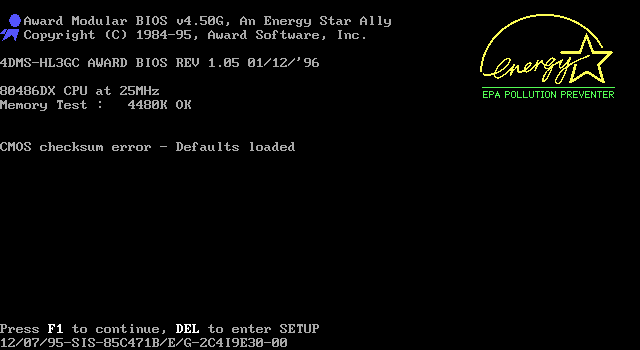 Award Modular BIOS v4.50G, An Energy Star Ally
Copyright (C) 1984-95, Award Software, Inc.
energy
EPA POLLUTION PREVENTER
4DMS-HL3GC AWARD BIOS REV 1.05 01/12/'96
80486DX CPU at 25MHz
Memory Test :   4480K OK
CMOS checksum error - Defaults loaded
Press F1 to continue, DEL to enter SETUP
12/07/95-SIS-85C471B/E/G-2C4I9E30-00